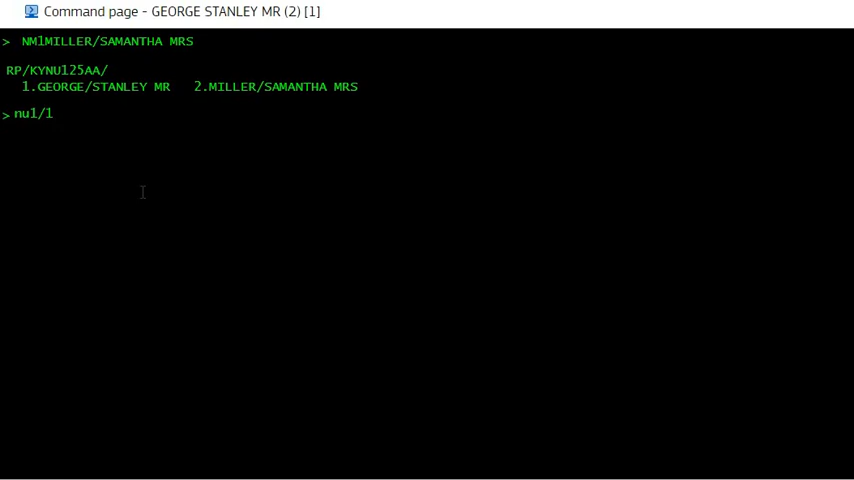 Command page - GEORGE STANLEY MR (2) [1]
> NM1MILLER/SAMANTHA MRS
RP/KYNU125AA/
1.GEORGE/STANLEY MR 2.MILLER/SAMANTHA MRS
> nu1/1